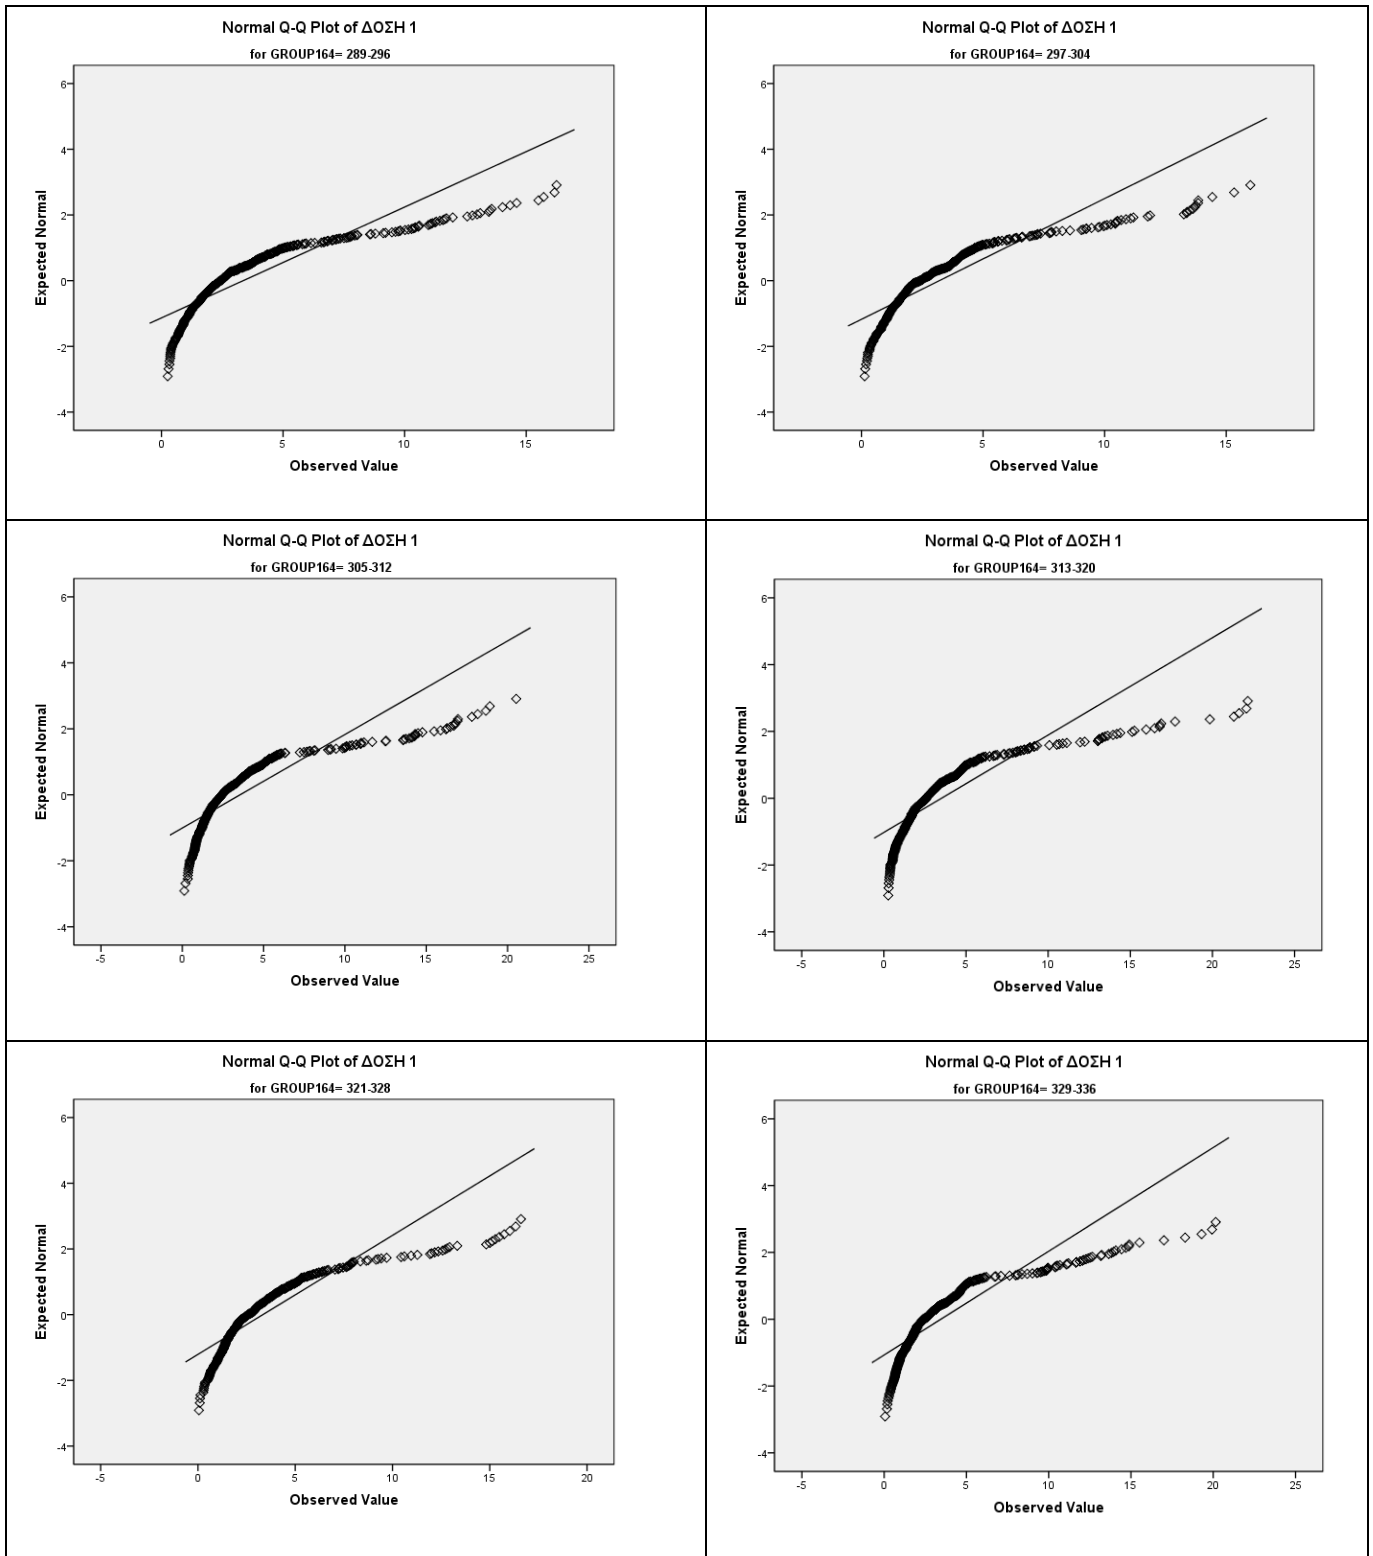 Normal Q-Q Plot of ΔΟΣΗ 1
for GROUP164= 289-296
Expected Normal
6
4
2
0
-2
-4
0 5 10 15
Observed Value
Normal Q-Q Plot of ΔΟΣΗ 1
for GROUP164= 297-304
Expected Normal
6
4
2
0
-2
-4
0 5 10 15
Observed Value
Normal Q-Q Plot of ΔΟΣΗ 1
for GROUP164= 305-312
Expected Normal
6
4
2
0
-2
-4
-5 0 5 10 15 20 25
Observed Value
Normal Q-Q Plot of ΔΟΣΗ 1
for GROUP164= 313-320
Expected Normal
6
4
2
0
-2
-4
-5 0 5 10 15 20 25
Observed Value
Normal Q-Q Plot of ΔΟΣΗ 1
for GROUP164= 321-328
Expected Normal
6
4
2
0
-2
-4
-5 0 5 10 15 20
Observed Value
Normal Q-Q Plot of ΔΟΣΗ 1
for GROUP164= 329-336
Expected Normal
6
4
2
0
-2
-4
-5 0 5 10 15 20 25
Observed Value